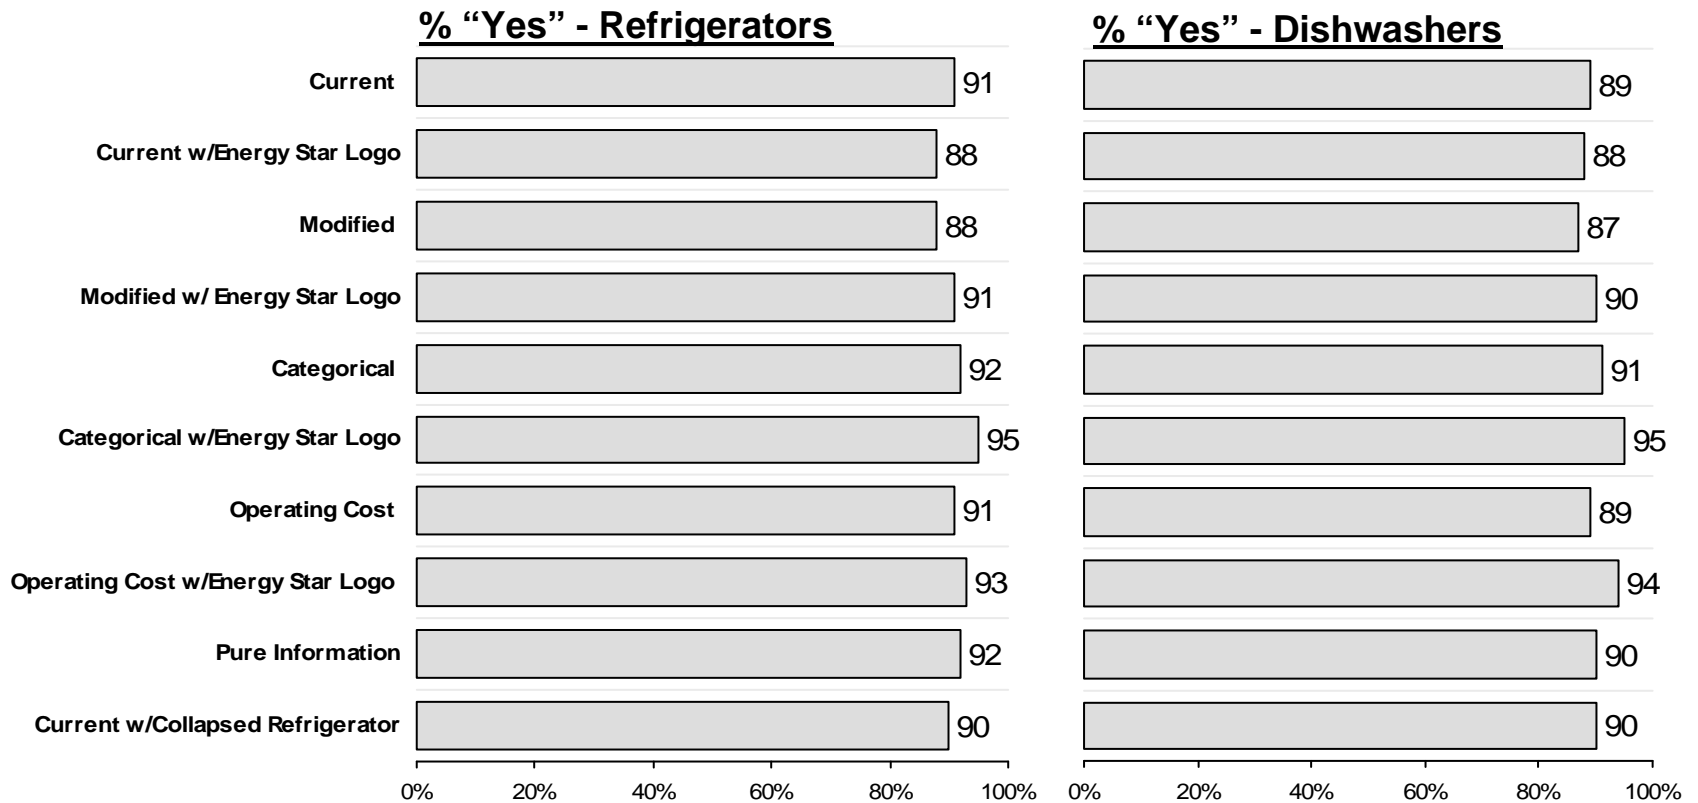 % “Yes” - Refrigerators % “Yes” - Dishwashers
Current 91 89
Current w/Energy Star Logo 88 88
Modified 88 87
Modified w/ Energy Star Logo 91 90
Categorical 92 91
Categorical w/Energy Star Logo 95 95
Operating Cost 91 89
Operating Cost w/Energy Star Logo 93 94
Pure Information 92 90
Current w/Collapsed Refrigerator 90 90
0% 20% 40% 60% 80% 100% 0% 20% 40% 60% 80% 100%